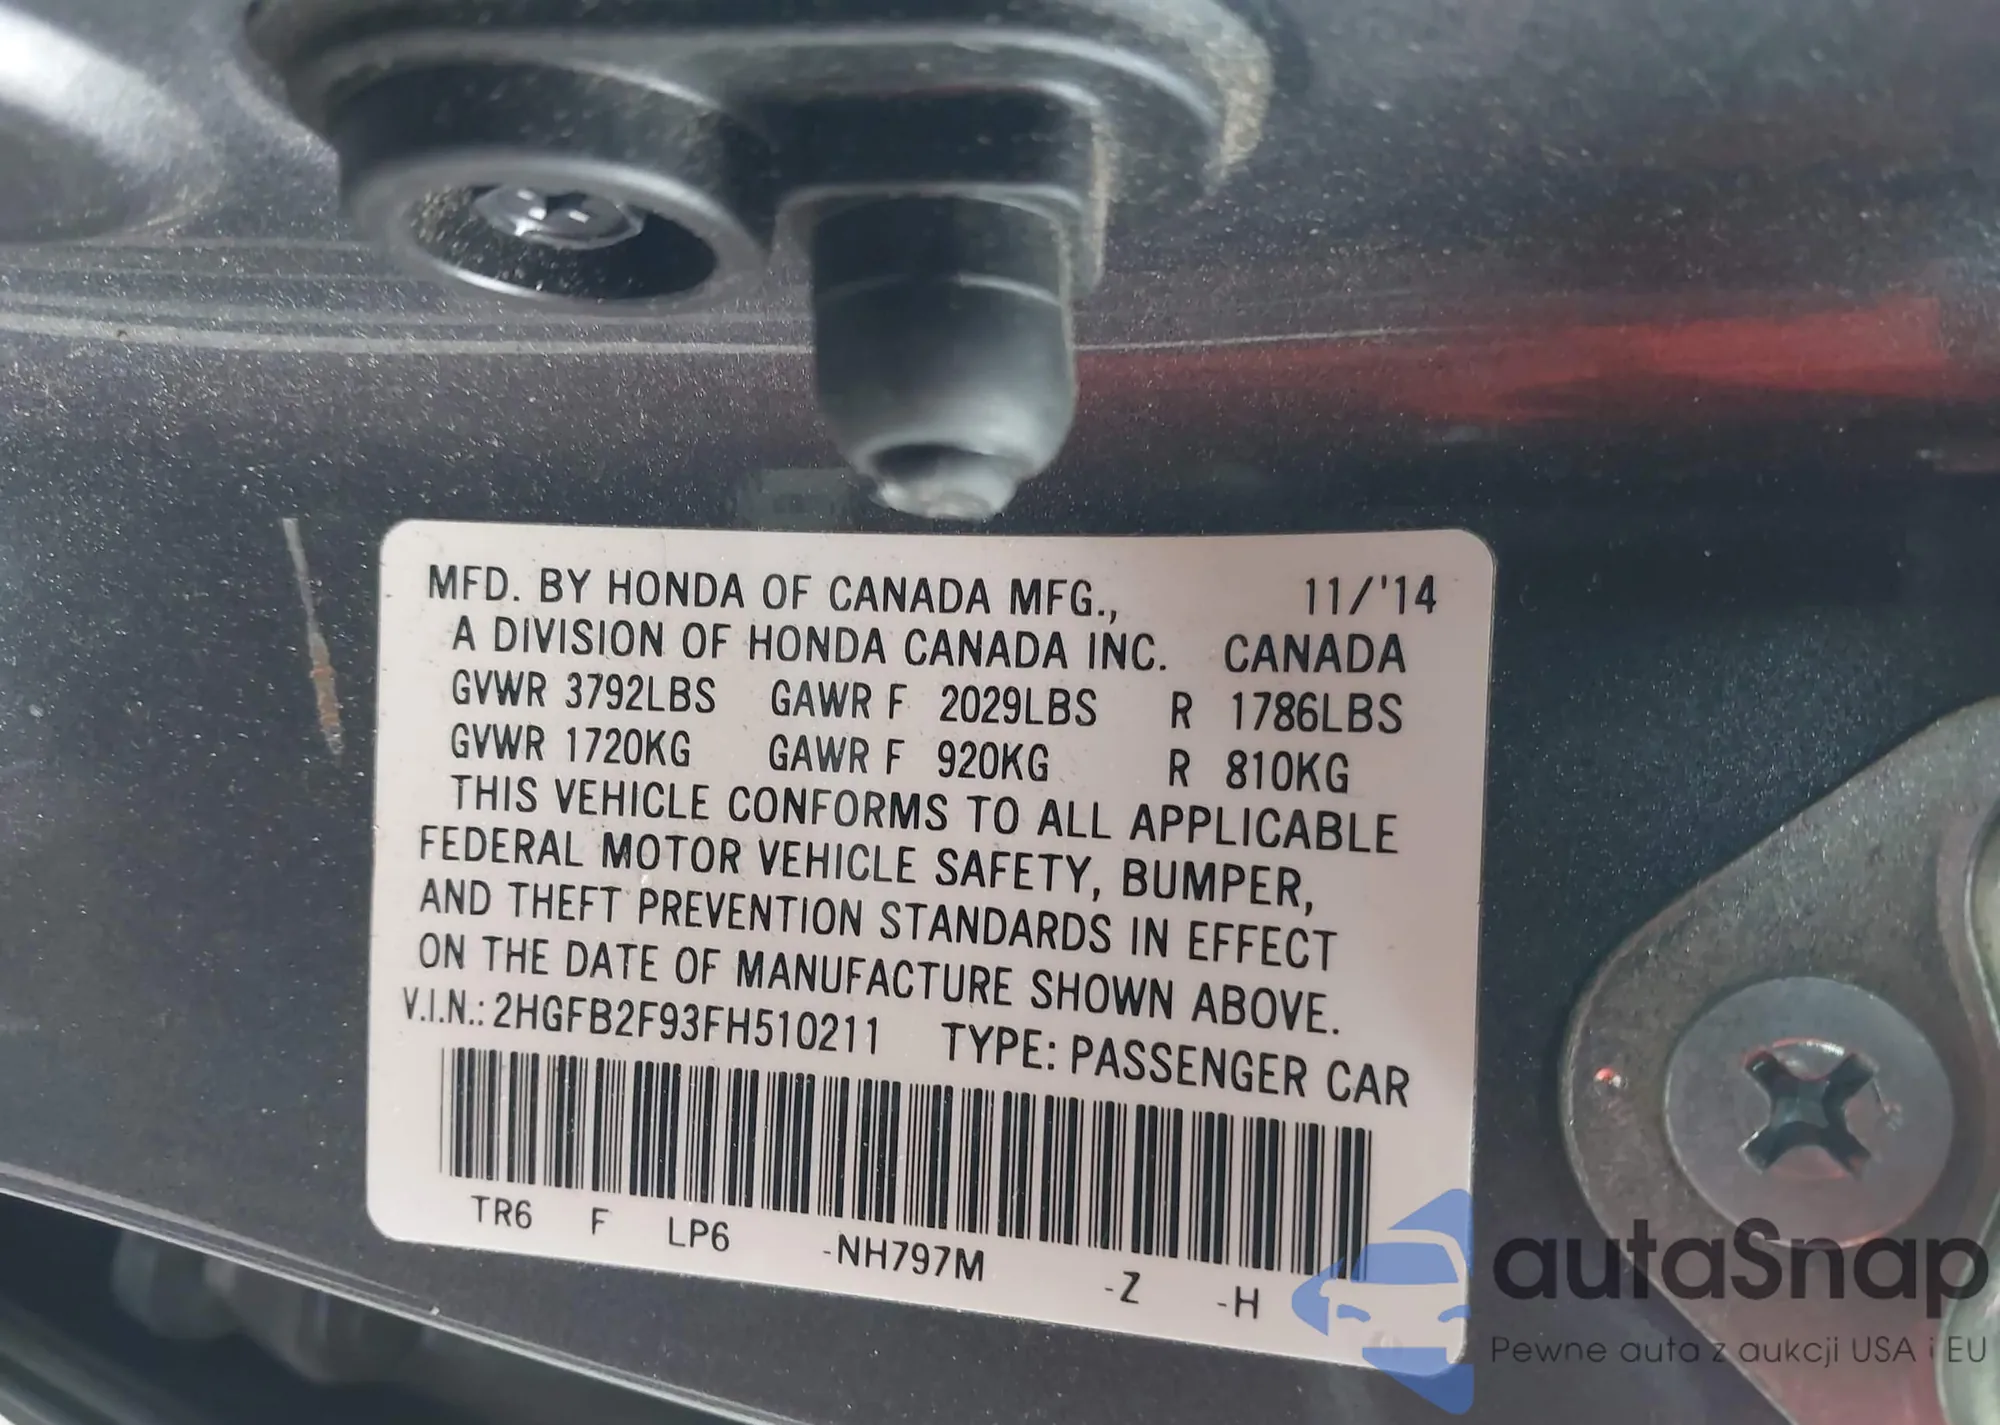 MFD. BY HONDA OF CANADA MFG., 11/'14
A DIVISION OF HONDA CANADA INC. CANADA
GVWR 3792LBS GAWR F 2029LBS R 1786LBS
GVWR 1720KG GAWR F 920KG R 810KG
THIS VEHICLE CONFORMS TO ALL APPLICABLE
FEDERAL MOTOR VEHICLE SAFETY, BUMPER,
AND THEFT PREVENTION STANDARDS IN EFFECT
ON THE DATE OF MANUFACTURE SHOWN ABOVE.
V.I.N.: 2HGFB2F93FH510211 TYPE: PASSENGER CAR
TR6 F LP6 -NH797M -Z -H
autaSnap
Pewne auta z aukcji USA i EU